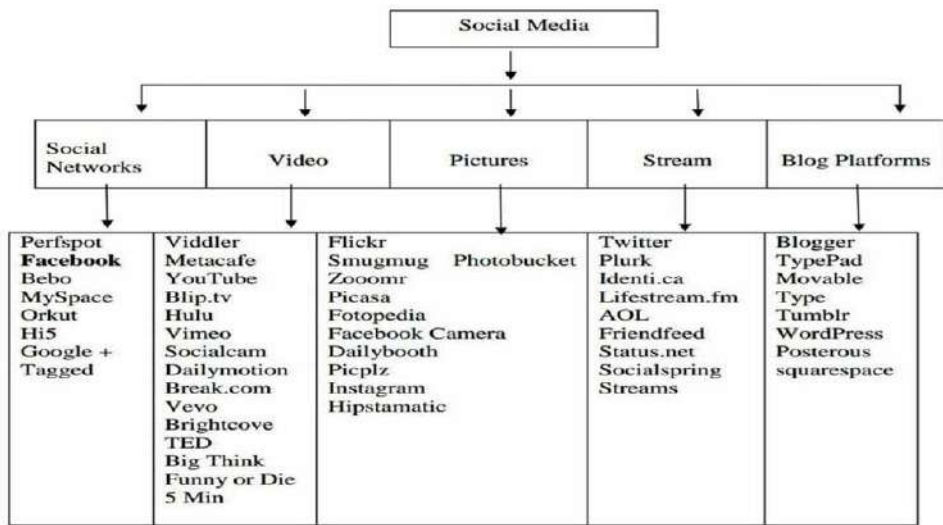 Social Media
Social
Networks
Video
Pictures
Stream
Blog Platforms
Perfspot
Facebook
Bebo
MySpace
Orkut
Hi5
Google +
Tagged
Viddler
Metacafe
YouTube
Blip.tv
Hulu
Vimeo
Socialcam
Dailymotion
Break.com
Vevo
Brightcove
TED
Big Think
Funny or Die
5 Min
Flickr
Smugmug Photobucket
Zooomr
Picasa
Fotopedia
Facebook Camera
Dailybooth
Picplz
Instagram
Hipstamatic
Twitter
Plurk
Identi.ca
Lifestream.fm
AOL
Friendfeed
Status.net
Socialspring
Streams
Blogger
TypePad
Movable
Type
Tumblr
WordPress
Posterous
squarespace